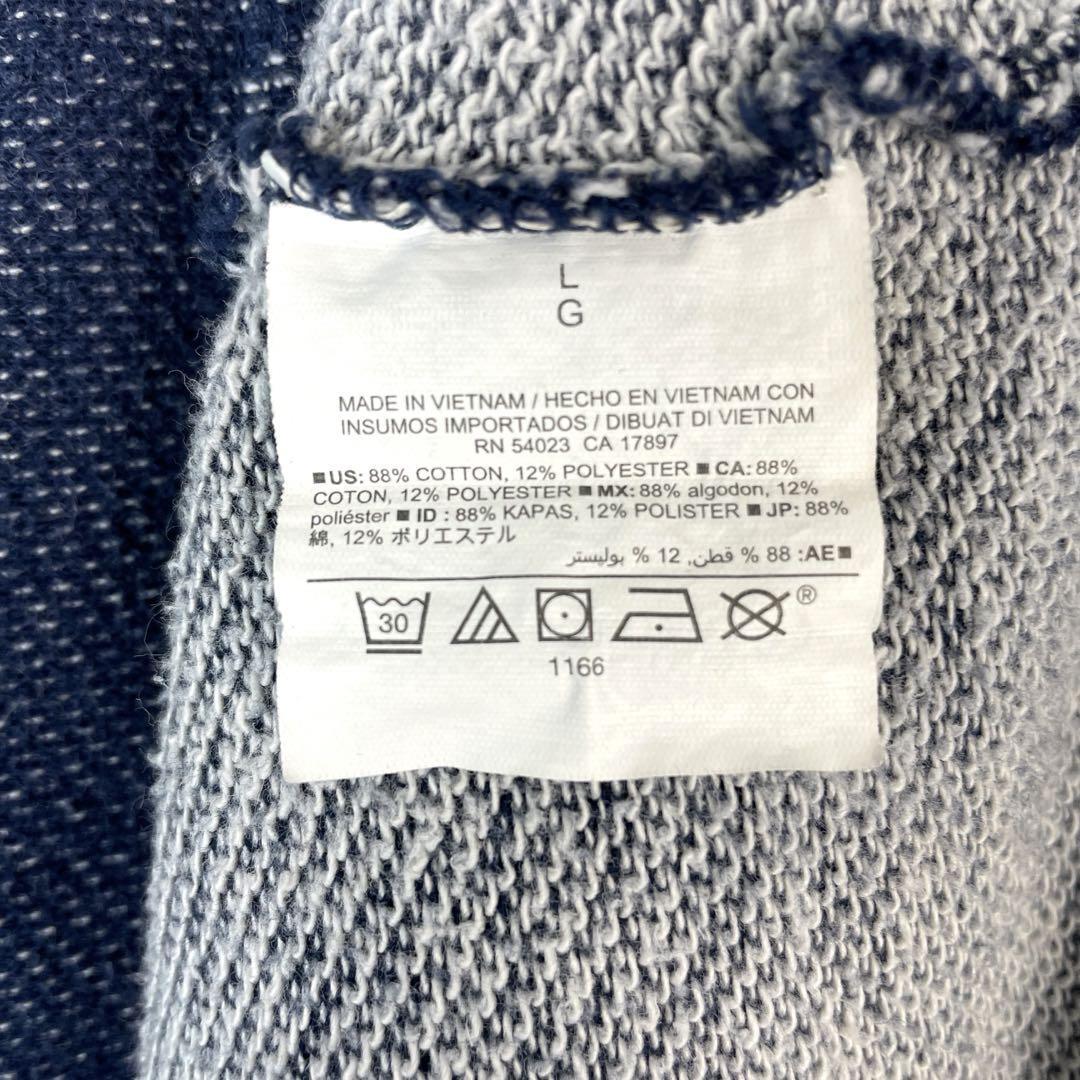 L
G
MADE IN VIETNAM / HECHO EN VIETNAM CON
INSUMOS IMPORTADOS / DIBUAT DI VIETNAM
RN 54023 CA 17897
■ US: 88% COTTON, 12% POLYESTER ■ CA: 88%
COTON, 12% POLYESTER ■ MX: 88% algodon, 12%
poliéster ■ ID : 88% KAPAS, 12% POLISTER ■ JP: 88%
綿, 12% ポリエステル
■AE: 88 % قطن, 12 % بوليستر
30 ®
1166